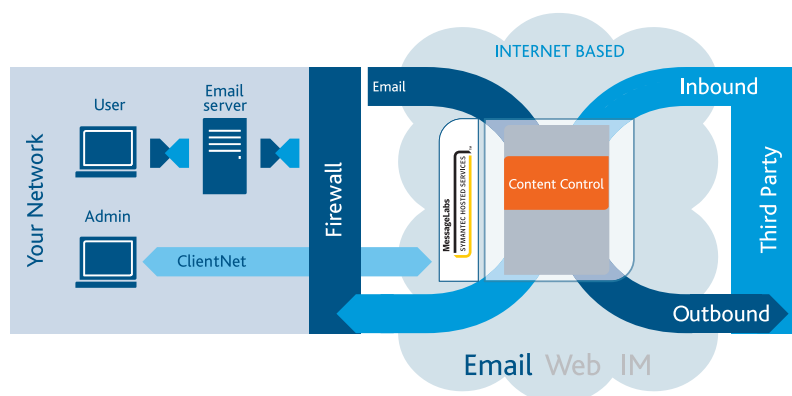 INTERNET BASED
Your Network
User
Email
server
Admin
ClientNet
Firewall
Email
MessageLabs
SYMANTEC HOSTED SERVICES™
Content Control
Inbound
Third Party
Outbound
Email Web IM